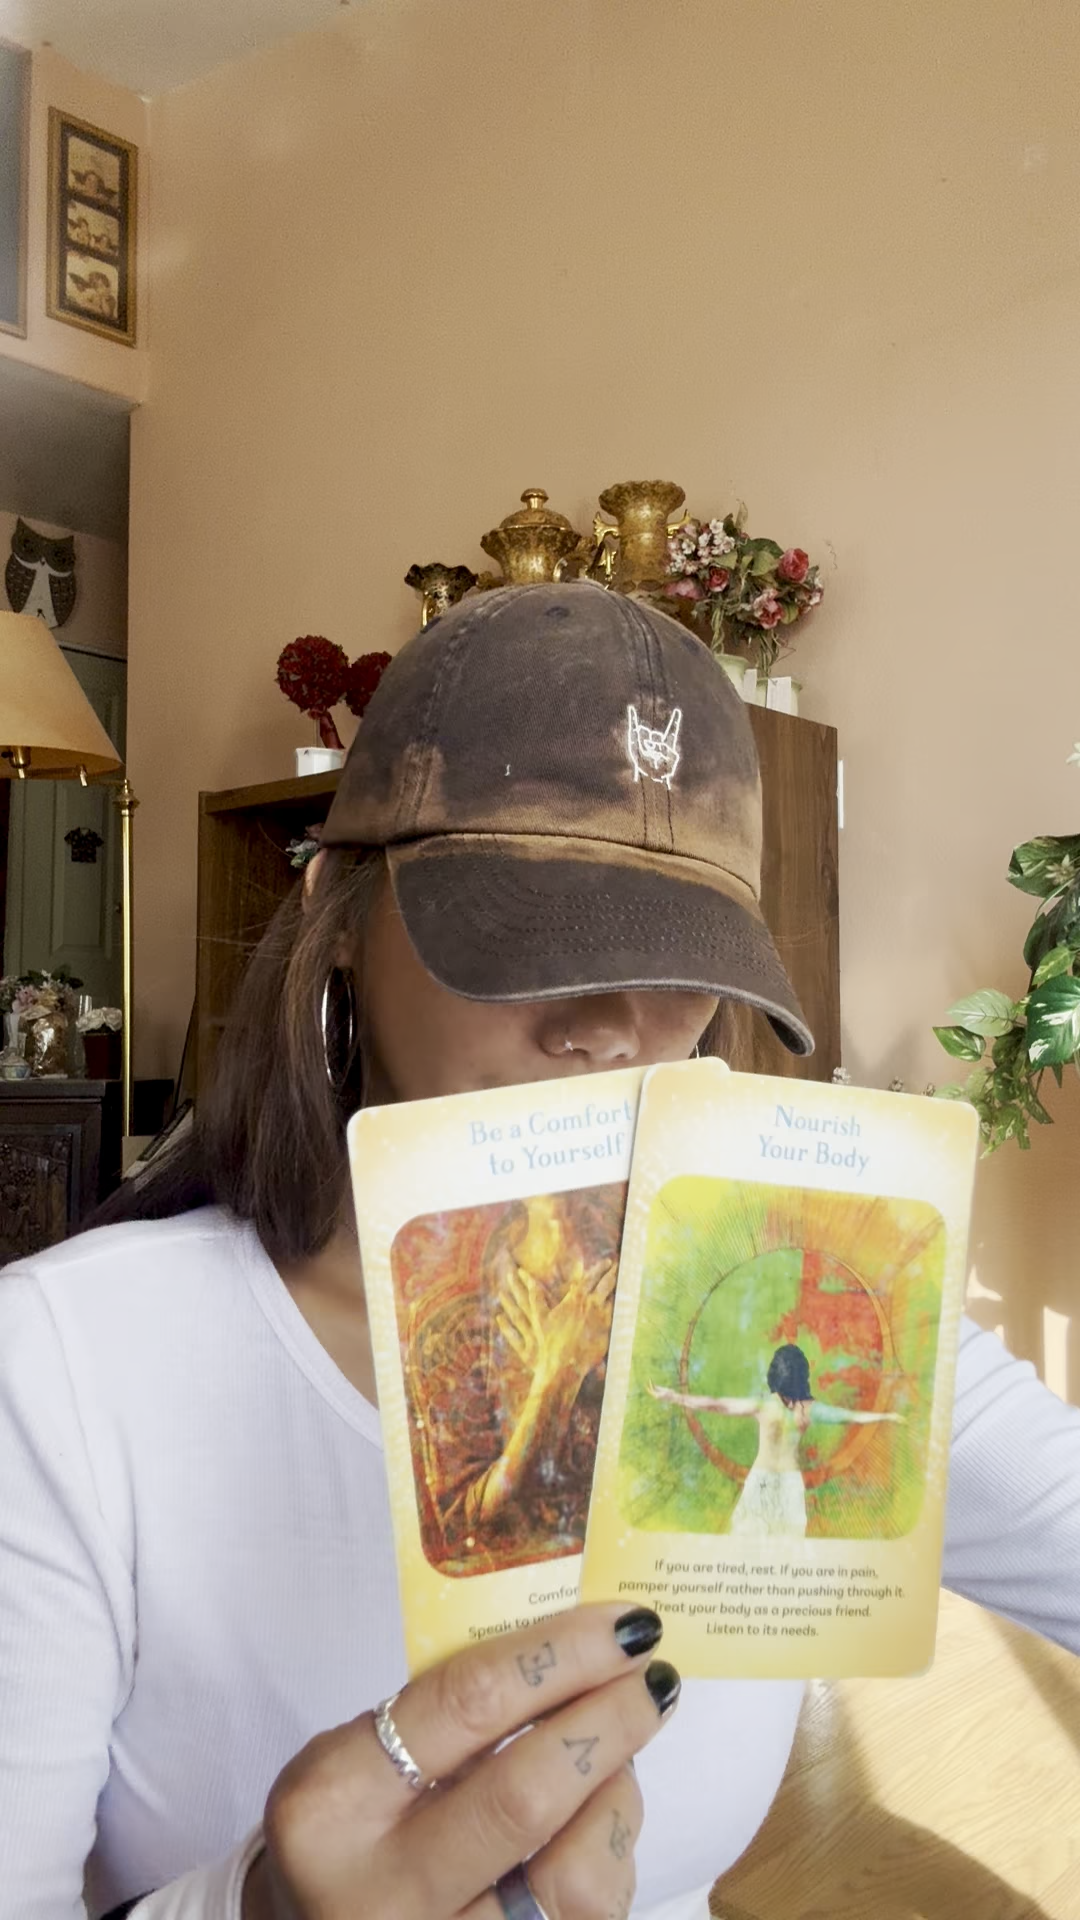 Be a Comfort
to Yourself
Speak to
Nourish
Your Body
If you are tired, rest. If you are in pain,
pamper yourself rather than pushing through it.
Treat your body as a precious friend.
Listen to its needs.